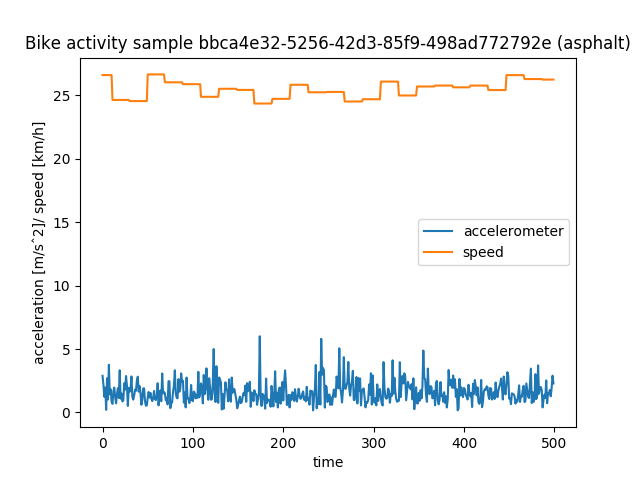 Bike activity sample bbca4e32-5256-42d3-85f9-498ad772792e (asphalt)
acceleration [m/sˆ2]/ speed [km/h]
25
20
15
10
5
0
accelerometer
speed
0 100 200 300 400 500
time